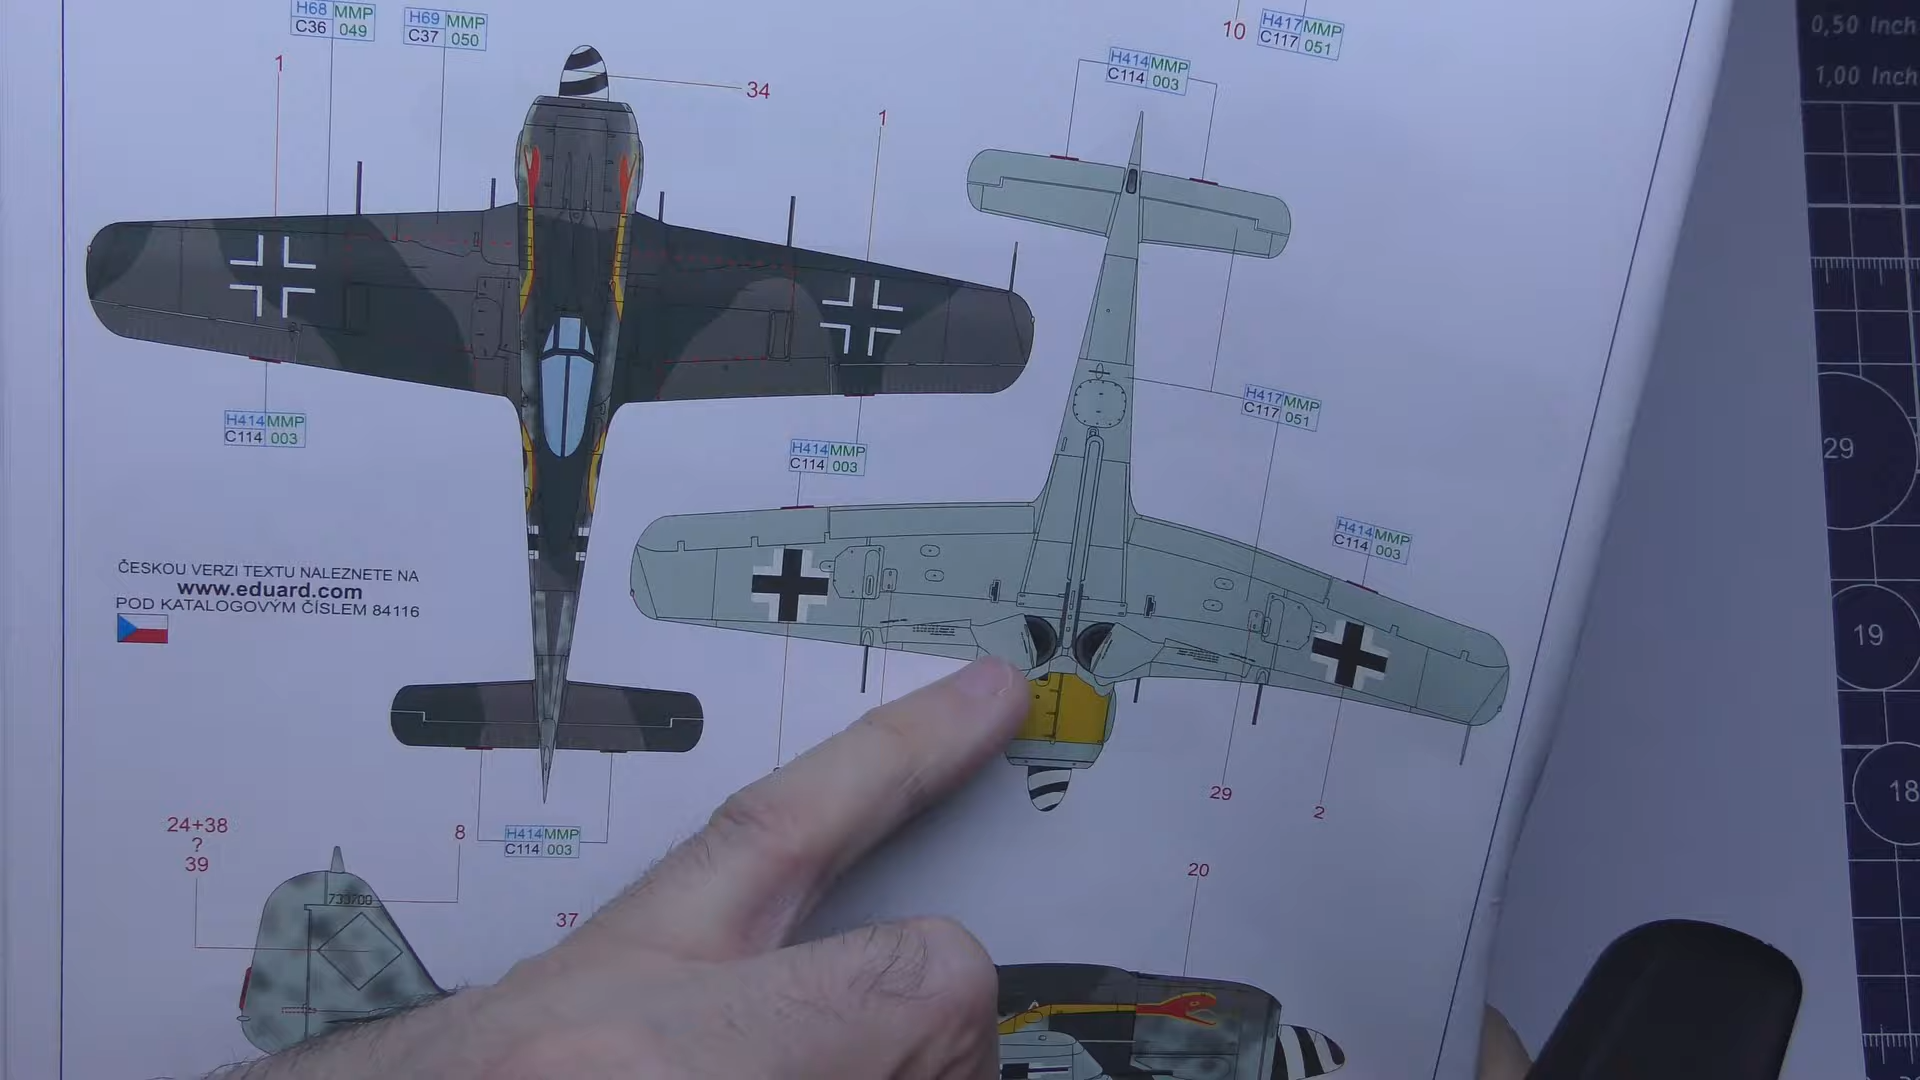 H68 MMP
C36 049
H69 MMP
C37 050
10
H417 MMP
C117 051
0,50 Inch
1,00 Inch
1
34
H414 MMP
C114 003
1
H414 MMP
C114 003
H414 MMP
C114 003
H417 MMP
C117 051
H414 MMP
C114 003
29
ČESKOU VERZI TEXTU NALEZNETE NA
www.eduard.com
POD KATALOGOVÝM ČÍSLEM 84116
19
29
2
18
24+38
?
39
8
H414 MMP
C114 003
20
37